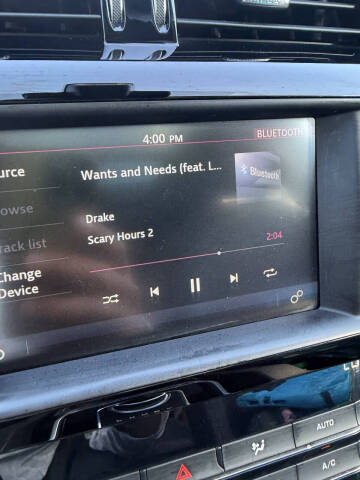 4:00 PM
BLUETOOTH
ource
Wants and Needs (feat. L...
Bluetooth
owse
Drake
rack list
Scary Hours 2
2:04
Change
Device
AUTO
A/C